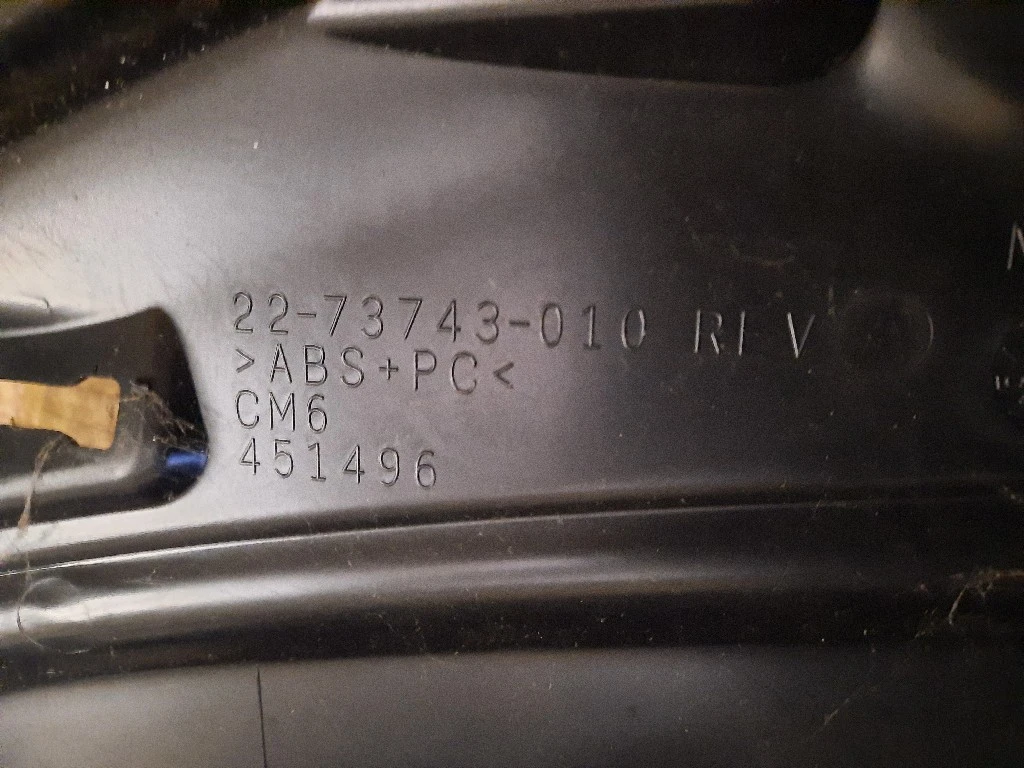 22-73743-010 REV A
>ABS+PC<
CM6
451496